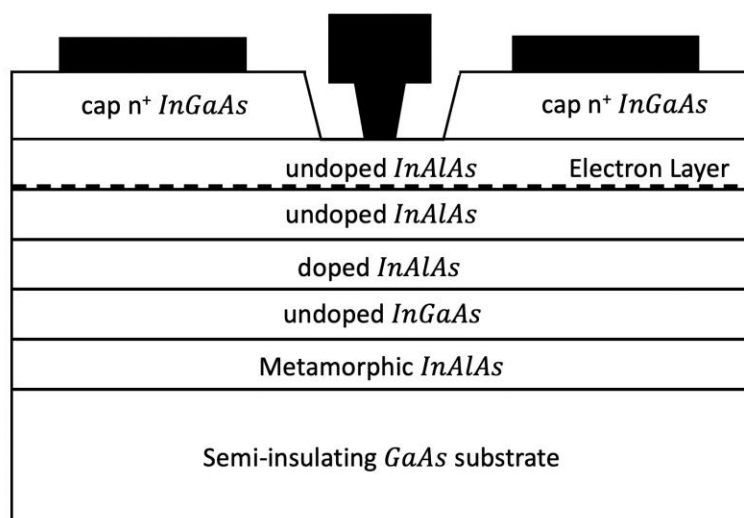 cap n⁺ InGaAs
cap n⁺ InGaAs
undoped InAlAs
Electron Layer
undoped InAlAs
doped InAlAs
undoped InGaAs
Metamorphic InAlAs
Semi-insulating GaAs substrate